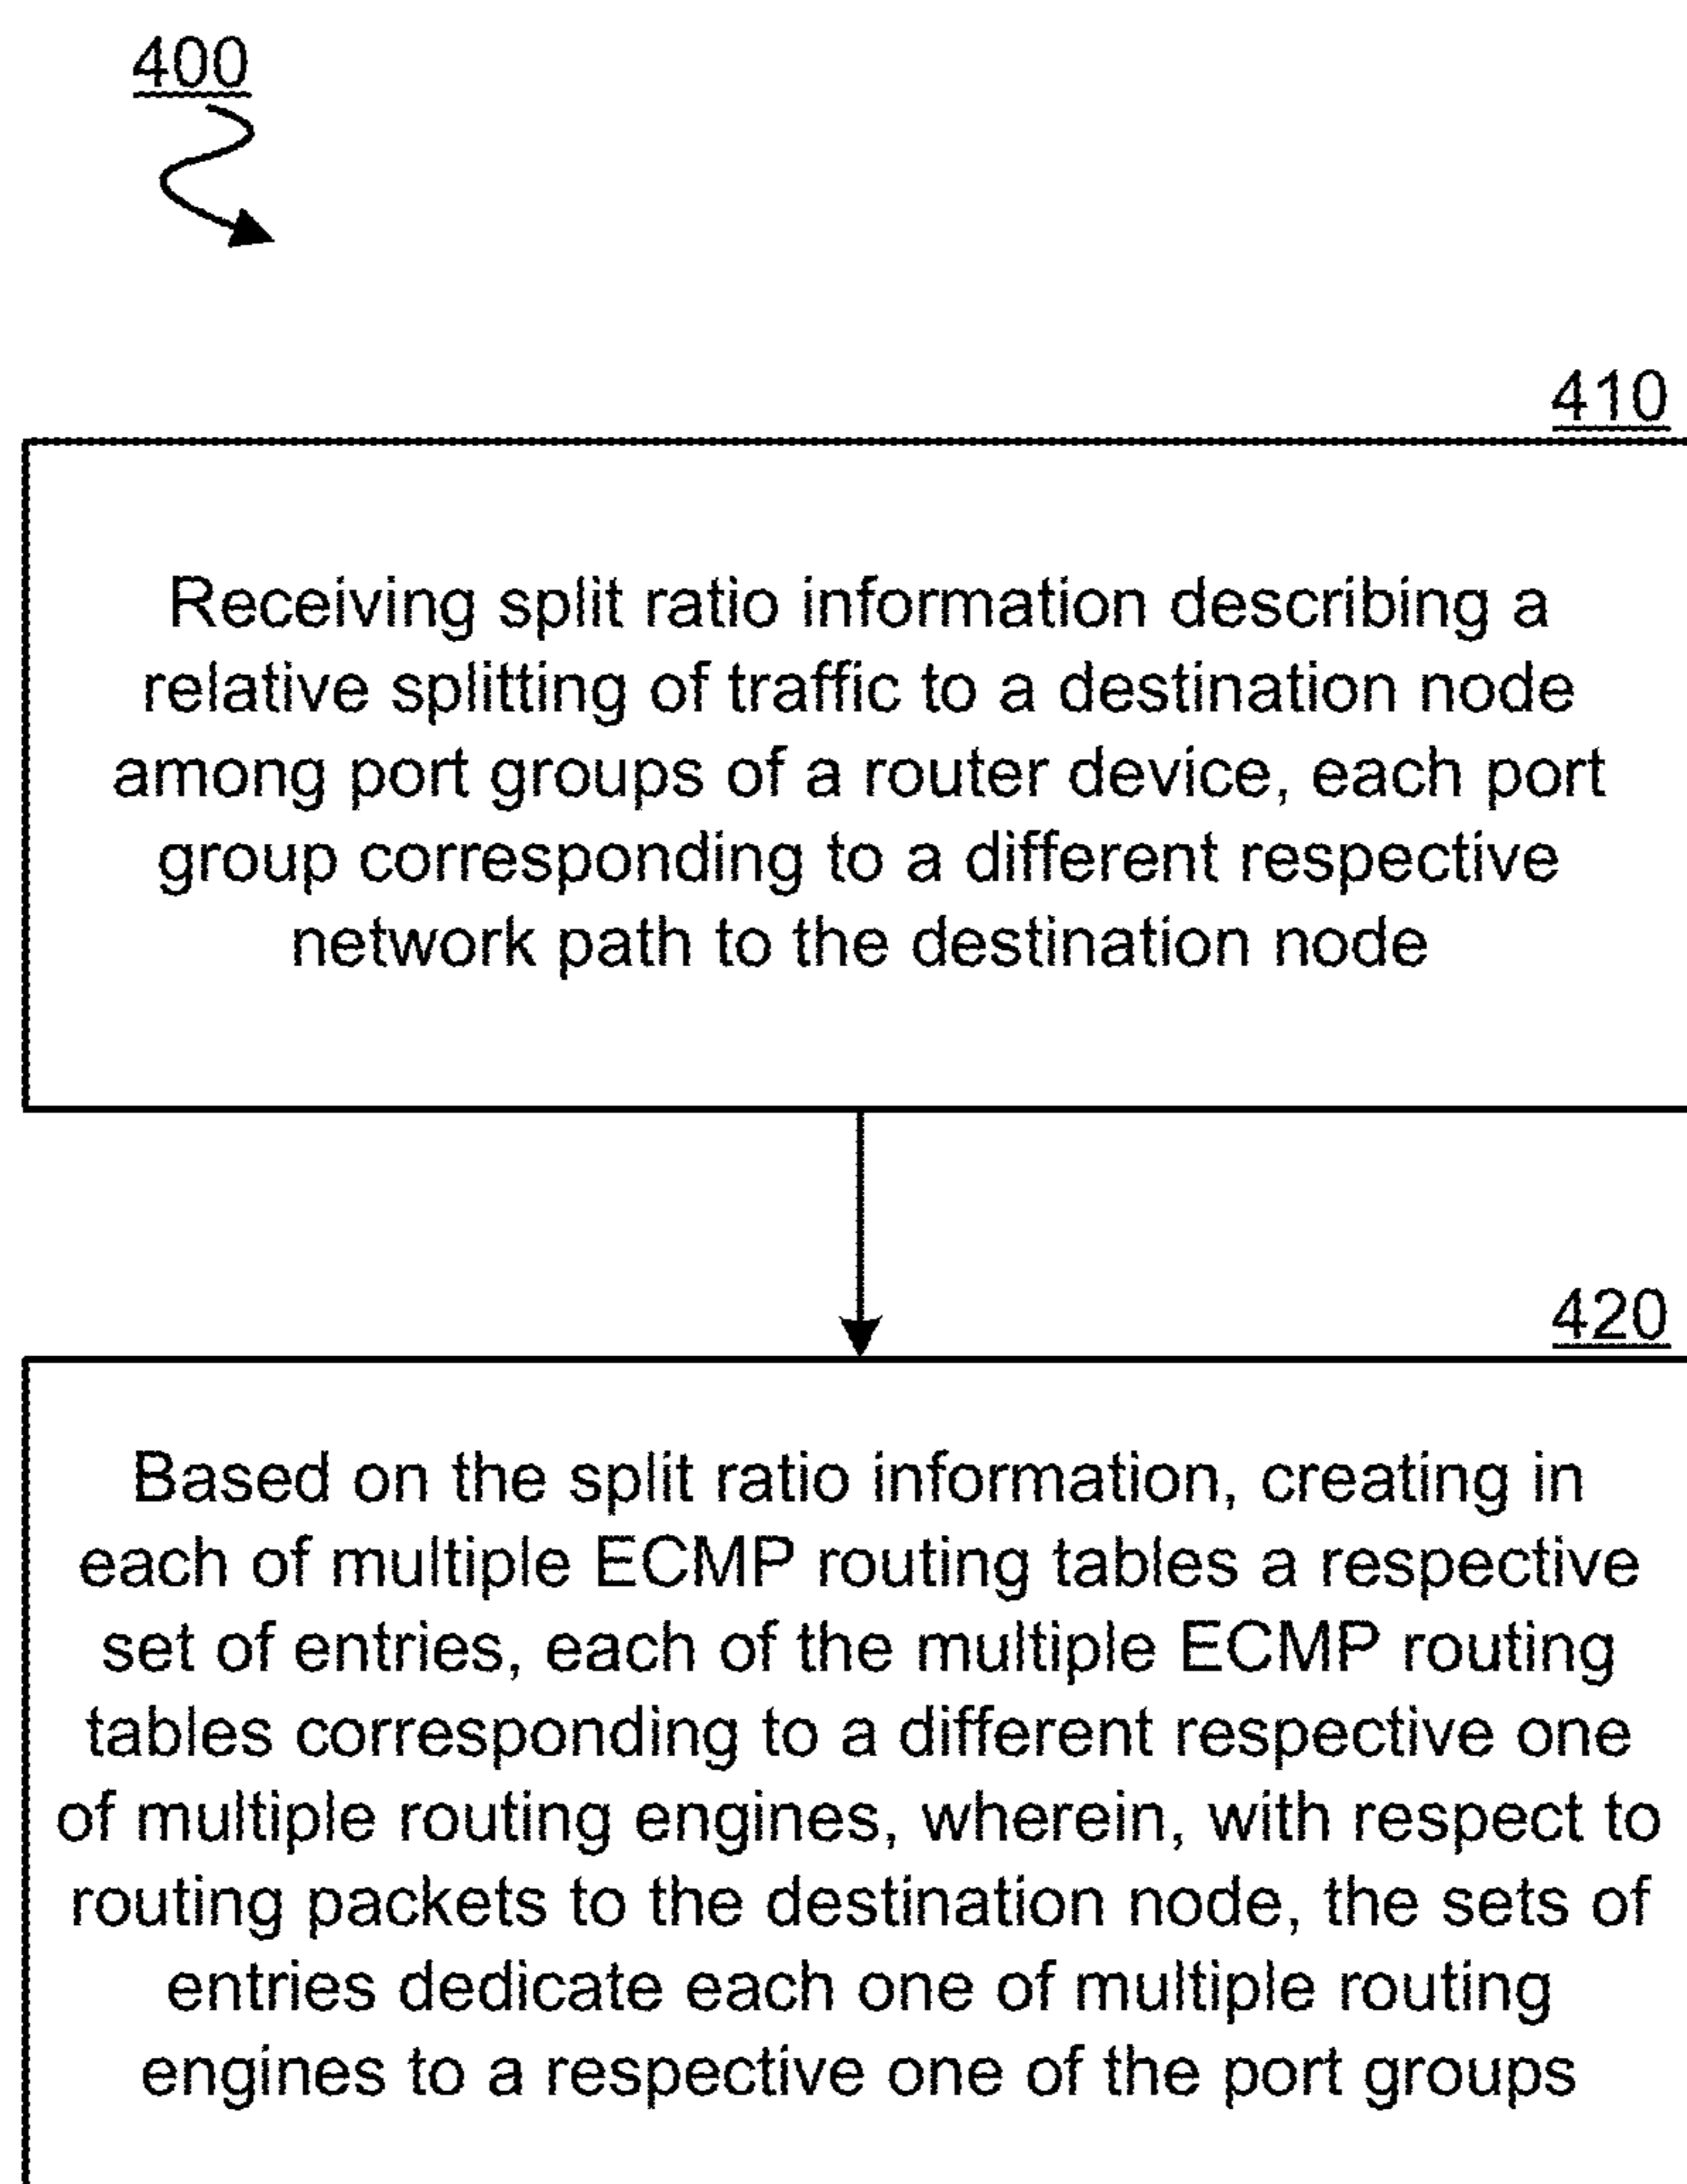 400
410
Receiving split ratio information describing a
relative splitting of traffic to a destination node
among port groups of a router device, each port
group corresponding to a different respective
network path to the destination node
420
Based on the split ratio information, creating in
each of multiple ECMP routing tables a respective
set of entries, each of the multiple ECMP routing
tables corresponding to a different respective one
of multiple routing engines, wherein, with respect to
routing packets to the destination node, the sets of
entries dedicate each one of multiple routing
engines to a respective one of the port groups